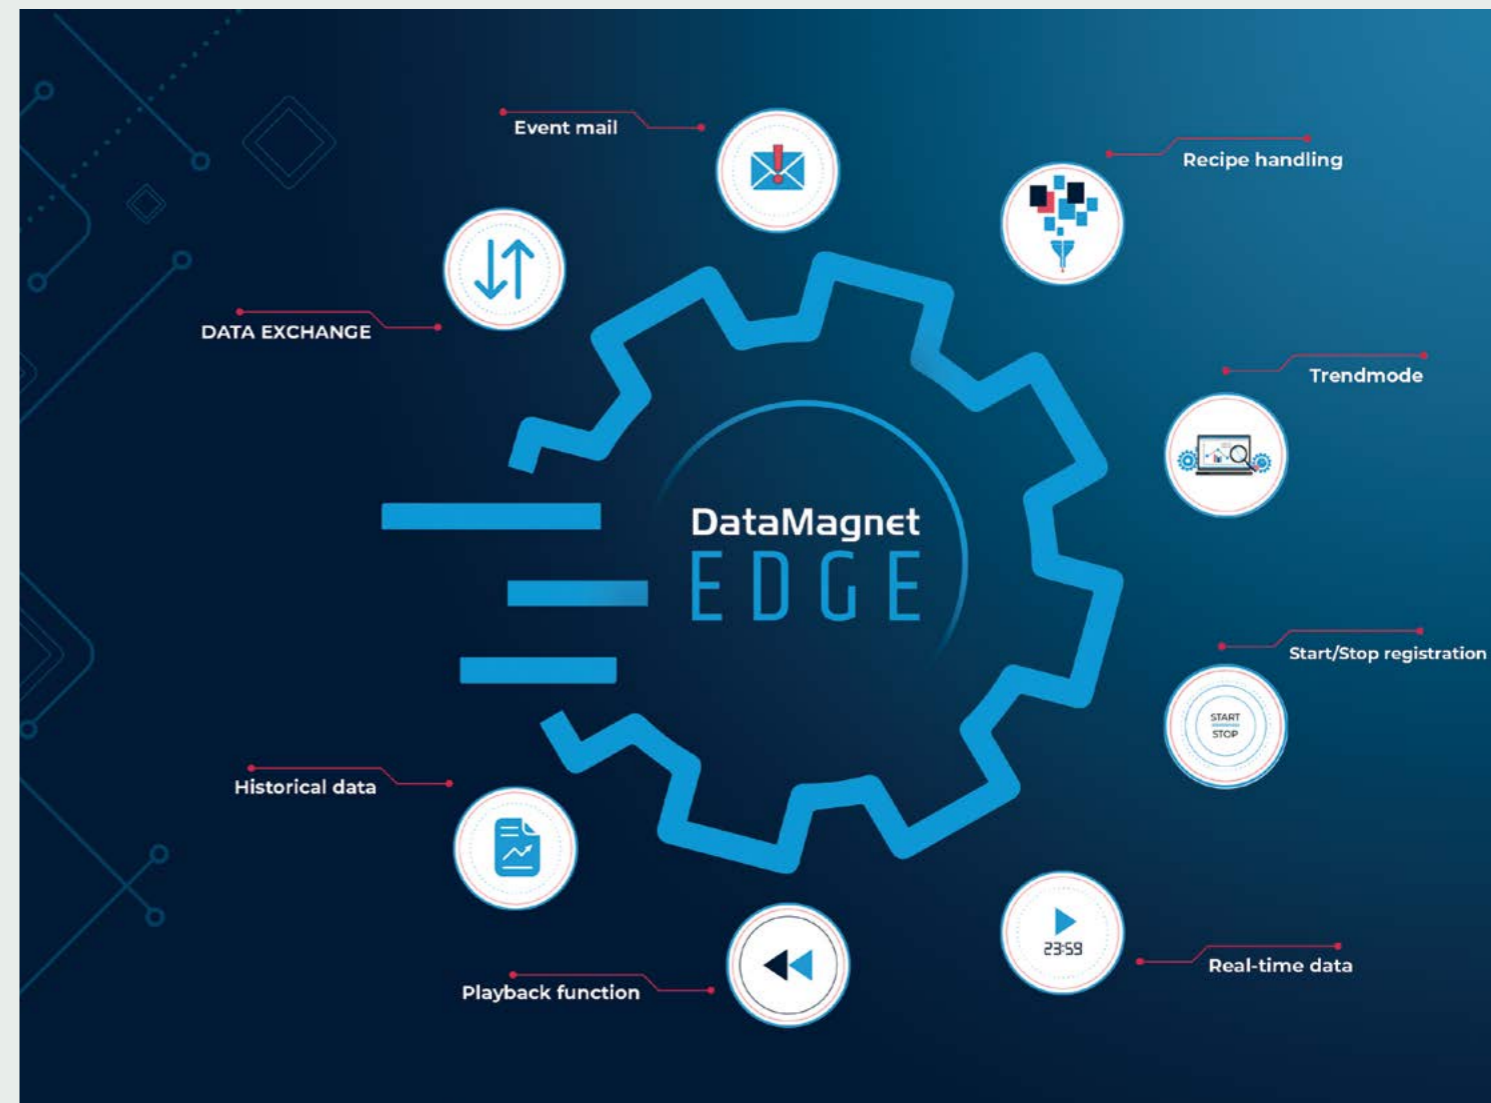 Event mail
Recipe handling
DATA EXCHANGE
Trendmode
DataMagnet
EDGE
Start/Stop registration
START
STOP
Historical data
23:59
Real-time data
Playback function